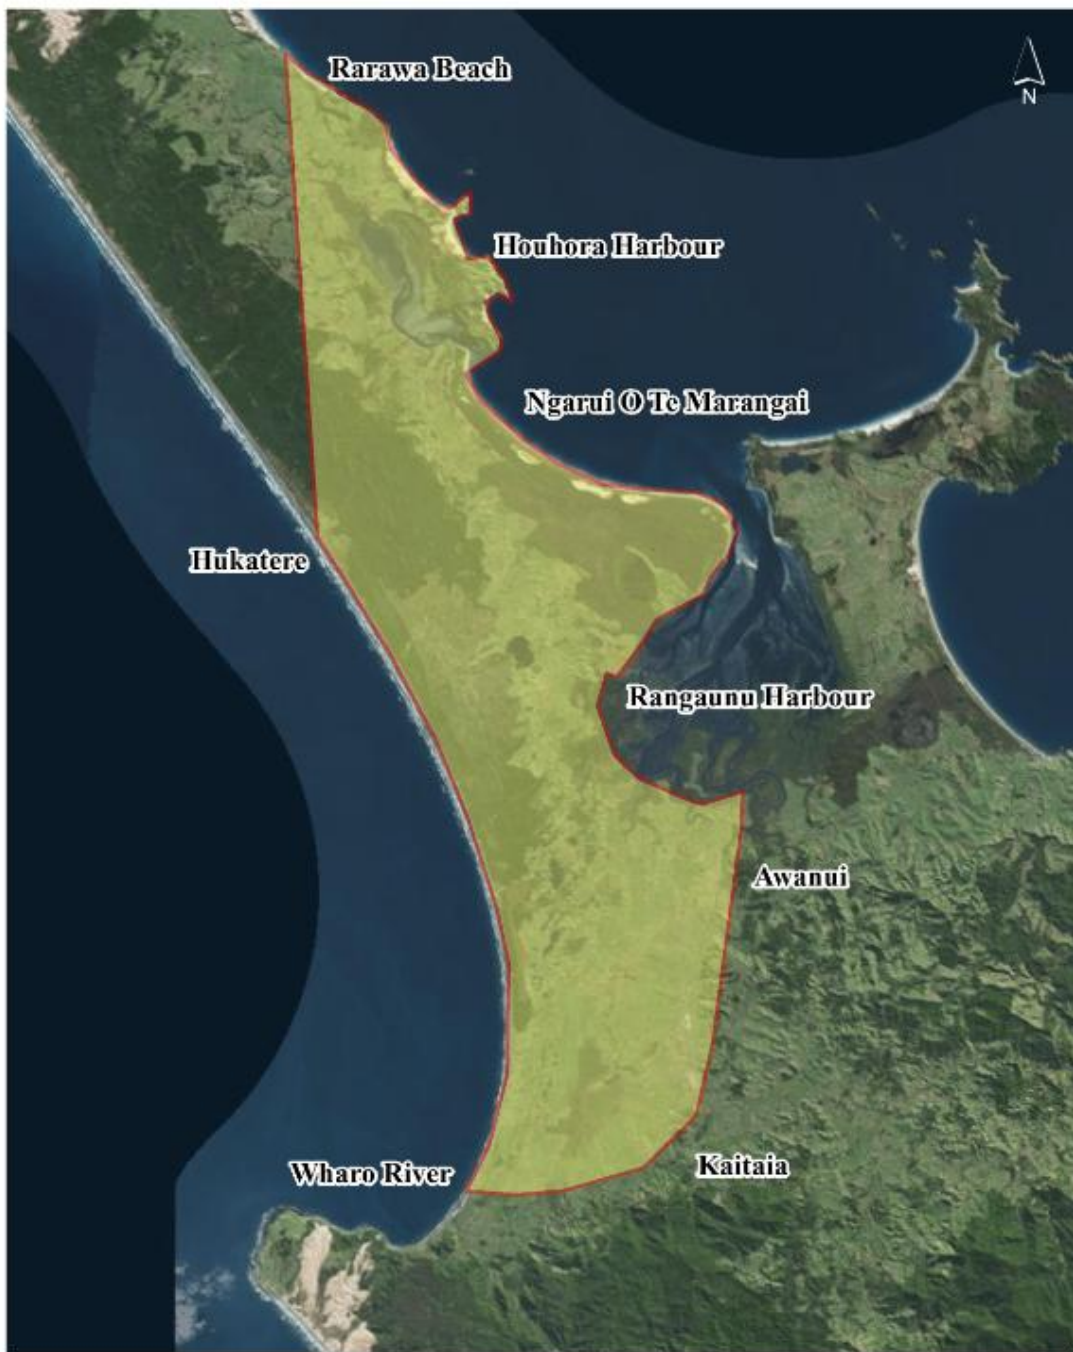 Rarawa Beach
N
Houhora Harbour
Ngarui O Te Marangai
Hukatere
Rangaunu Harbour
Awanui
Wharo River
Kaitaia